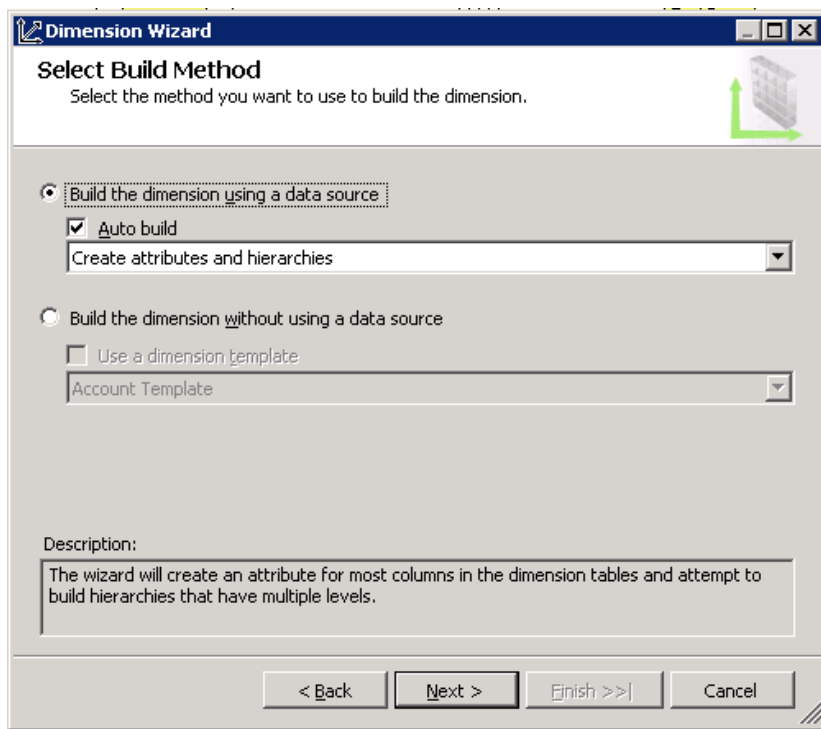 Dimension Wizard
Select Build Method
Select the method you want to use to build the dimension.
Build the dimension using a data source
Auto build
Create attributes and hierarchies
Build the dimension without using a data source
Use a dimension template
Account Template
Description:
The wizard will create an attribute for most columns in the dimension tables and attempt to
build hierarchies that have multiple levels.
< Back Next > Finish >>| Cancel